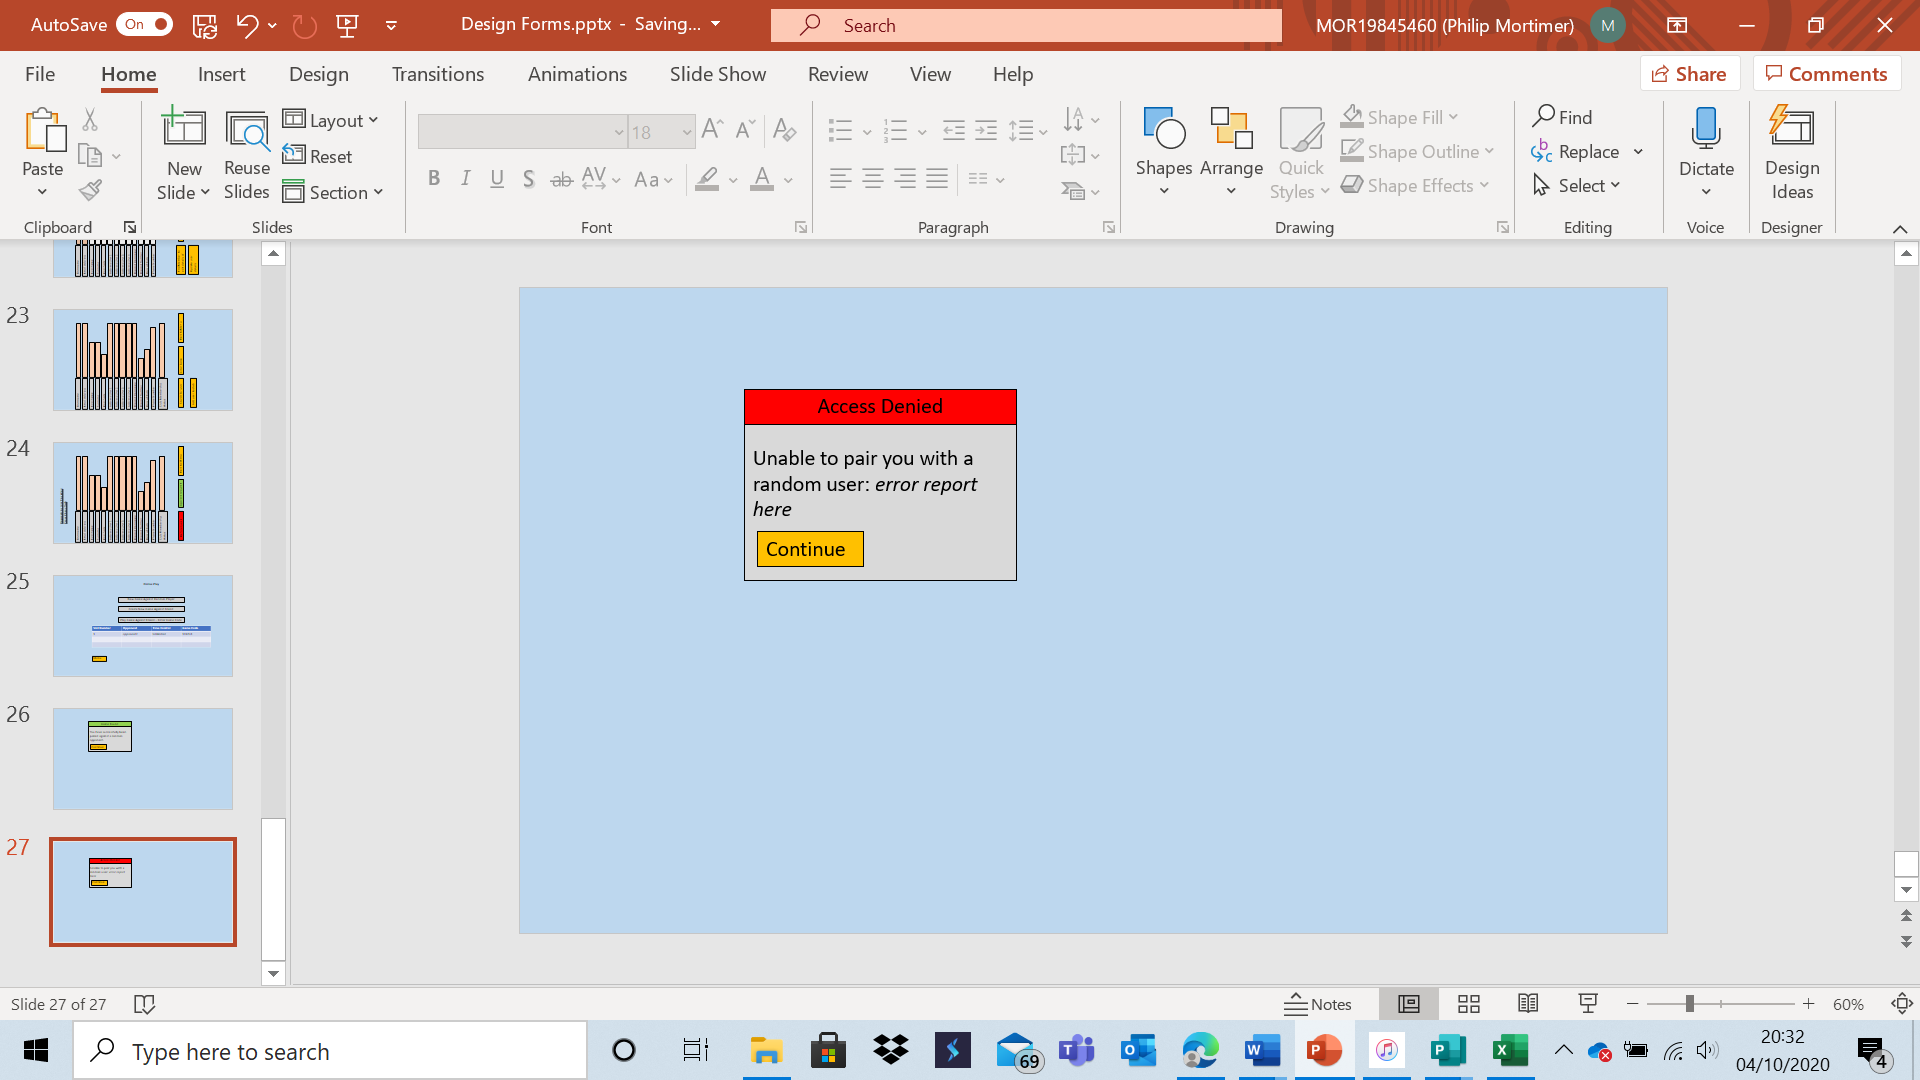 AutoSave On Design Forms.pptx - Saving... Search MOR19845460 (Philip Mortimer) M
File Home Insert Design Transitions Animations Slide Show Review View Help Share Comments
Paste
Clipboard
New Slide
Reuse Slides
Layout
Reset
Section
Slides
18
B I U S ab AV Aa A
Font
Paragraph
Shapes
Arrange
Quick Styles
Shape Fill
Shape Outline
Shape Effects
Drawing
Find
Replace
Select
Editing
Dictate
Voice
Design Ideas
Designer
23
24
25
26
27
Access Denied
Unable to pair you with a
random user: error report
here
Continue
Slide 27 of 27 Notes 60%
Type here to search 69 20:32
04/10/2020 4